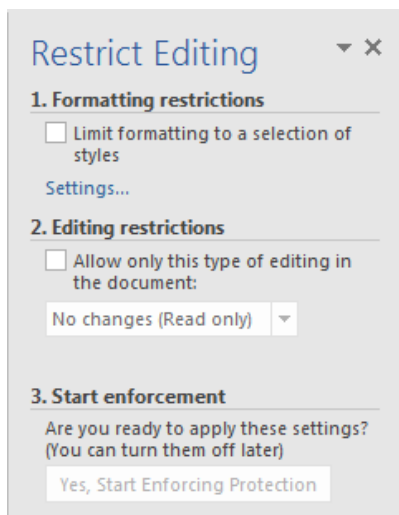 Restrict Editing
1. Formatting restrictions
Limit formatting to a selection of
styles
Settings...
2. Editing restrictions
Allow only this type of editing in
the document:
No changes (Read only)
3. Start enforcement
Are you ready to apply these settings?
(You can turn them off later)
Yes, Start Enforcing Protection